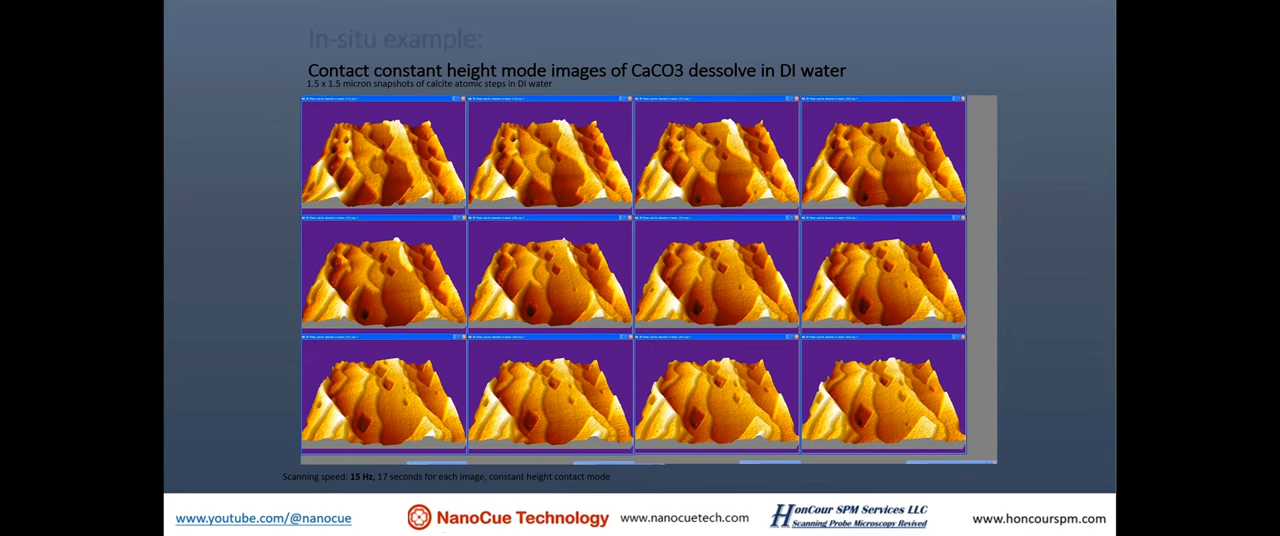 In-situ example:
Contact constant height mode images of CaCO3 dessolve in DI water
1.5 x 1.5 micron snapshots of calcite atomic steps in DI water
Scanning speed: 15 Hz, 17 seconds for each image, constant height contact mode
www.youtube.com/@nanocue
NanoCue Technology
www.nanocuetech.com
HonCour SPM Services LLC
Scanning Probe Microscopy Revived
www.honcourspm.com